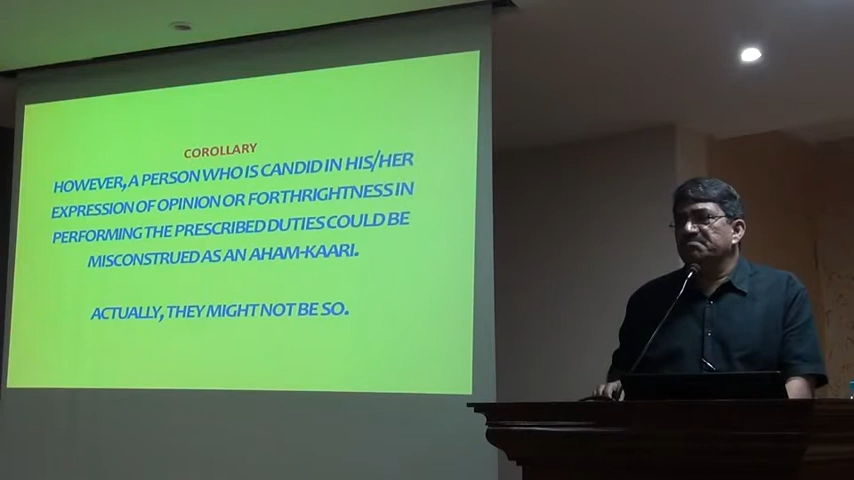 COROLLARY
HOWEVER, A PERSON WHO IS CANDID IN HIS/HER
EXPRESSION OF OPINION OR FORTHRIGHTNESS IN
PERFORMING THE PRESCRIBED DUTIES COULD BE
MISCONSTRUED AS AN AHAM-KAARI.
ACTUALLY, THEY MIGHT NOT BE SO.